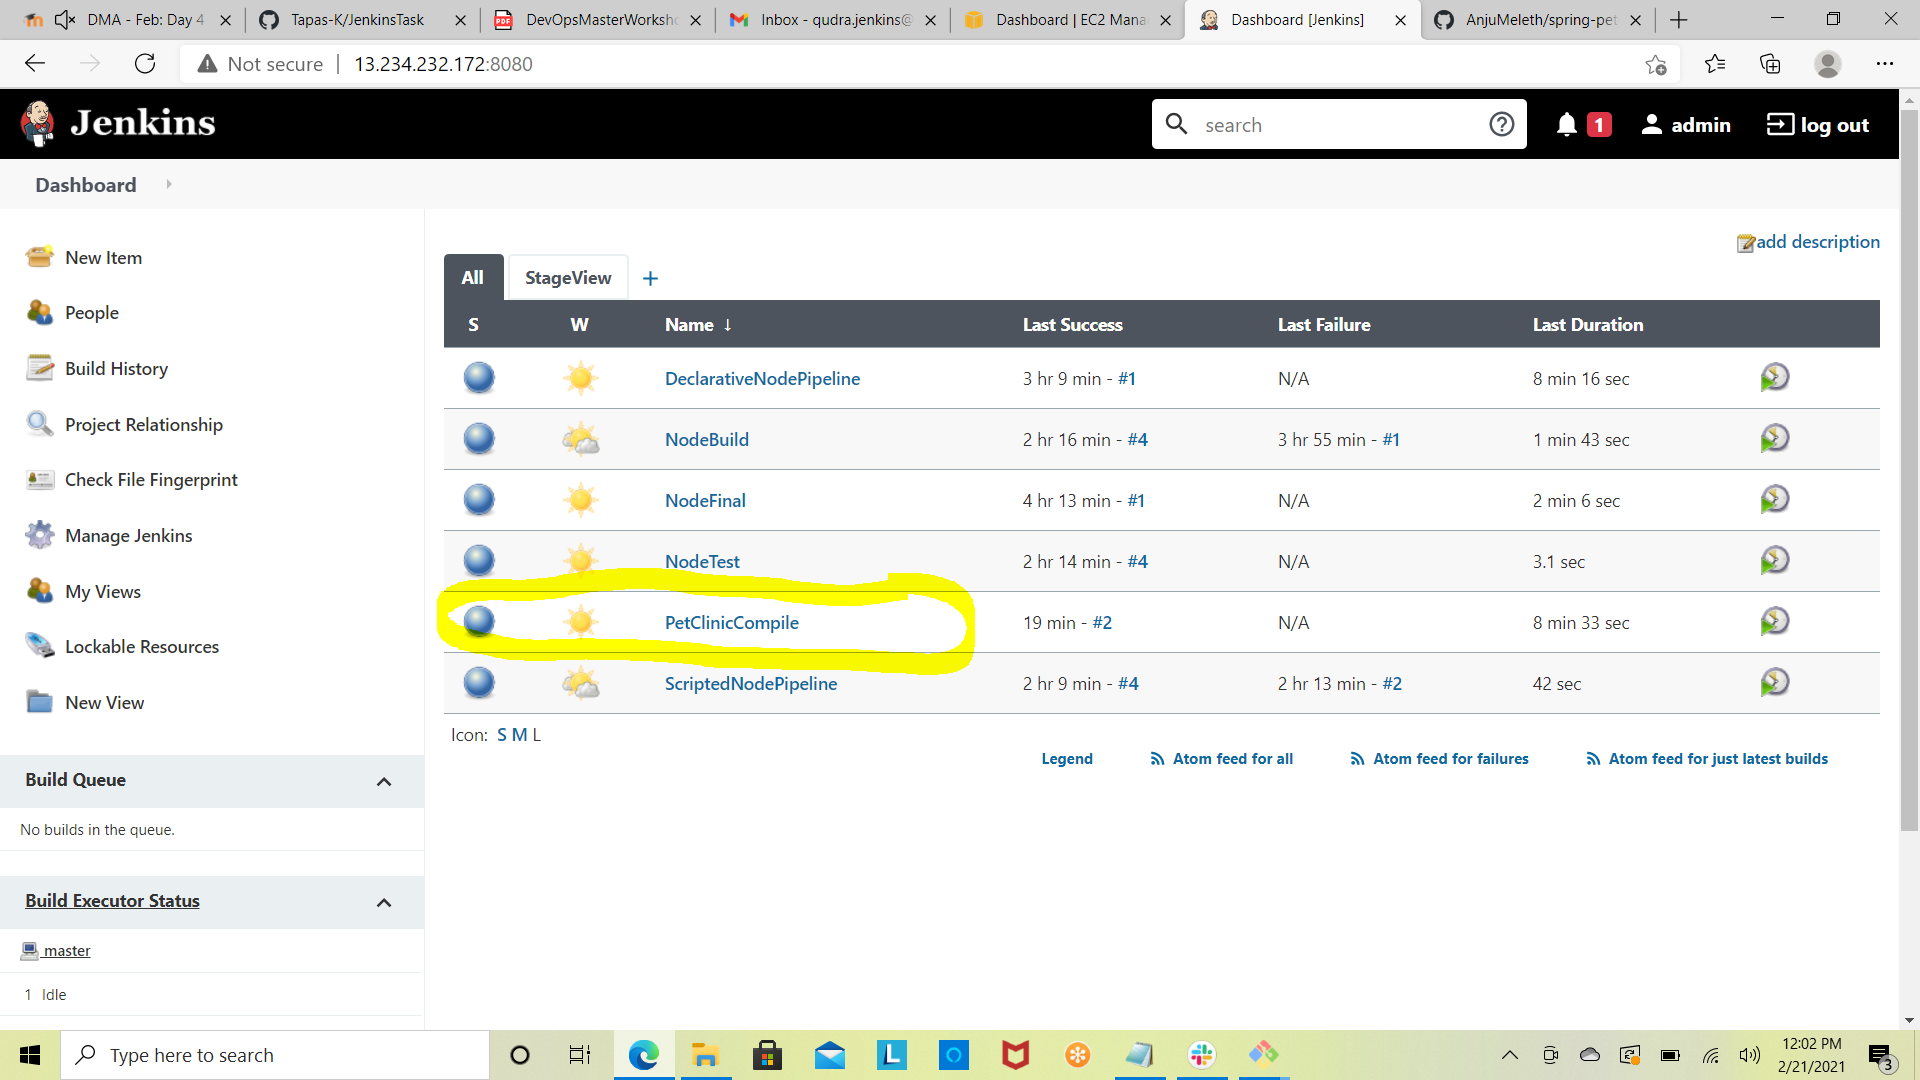 DMA - Feb: Day 4
Tapas-K/JenkinsTask
DevOpsMasterWorksh
Inbox - qudra.jenkins@
Dashboard | EC2 Mana
Dashboard [Jenkins]
AnjuMeleth/spring-pet
Not secure | 13.234.232.172:8080
Jenkins
search
1
admin
log out
Dashboard
New Item
People
Build History
Project Relationship
Check File Fingerprint
Manage Jenkins
My Views
Lockable Resources
New View
Build Queue
No builds in the queue.
Build Executor Status
master
1 Idle
add description
All StageView +
S W Name ↓ Last Success Last Failure Last Duration
DeclarativeNodePipeline 3 hr 9 min - #1 N/A 8 min 16 sec
NodeBuild 2 hr 16 min - #4 3 hr 55 min - #1 1 min 43 sec
NodeFinal 4 hr 13 min - #1 N/A 2 min 6 sec
NodeTest 2 hr 14 min - #4 N/A 3.1 sec
PetClinicCompile 19 min - #2 N/A 8 min 33 sec
ScriptedNodePipeline 2 hr 9 min - #4 2 hr 13 min - #2 42 sec
Icon: S M L
Legend Atom feed for all Atom feed for failures Atom feed for just latest builds
Type here to search
L
12:02 PM
2/21/2021
3